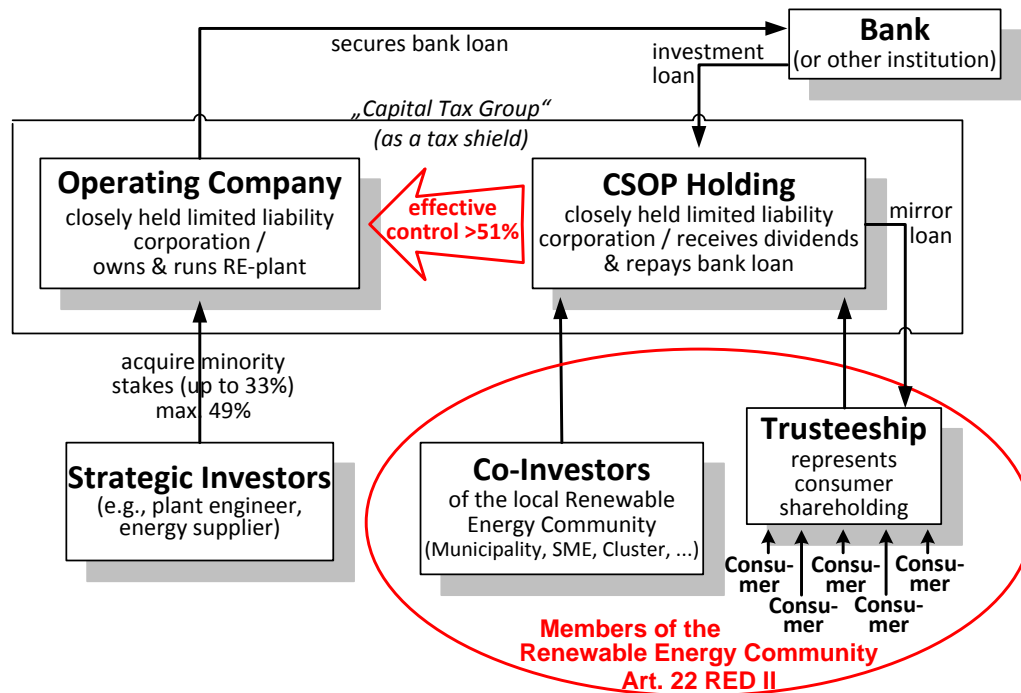 Bank
(or other institution)
secures bank loan
investment
loan
„Capital Tax Group“
(as a tax shield)
Operating Company
closely held limited liability
corporation /
owns & runs RE-plant
effective
control >51%
CSOP Holding
closely held limited liability
corporation / receives dividends
& repays bank loan
mirror
loan
acquire minority
stakes (up to 33%)
max. 49%
Strategic Investors
(e.g., plant engineer,
energy supplier)
Co-Investors
of the local Renewable
Energy Community
(Municipality, SME, Cluster, ...)
Trusteeship
represents
consumer
shareholding
Consu-
mer
Consu-
mer
Consu-
mer
Consu-
mer
Consu-
mer
Members of the
Renewable Energy Community
Art. 22 RED II